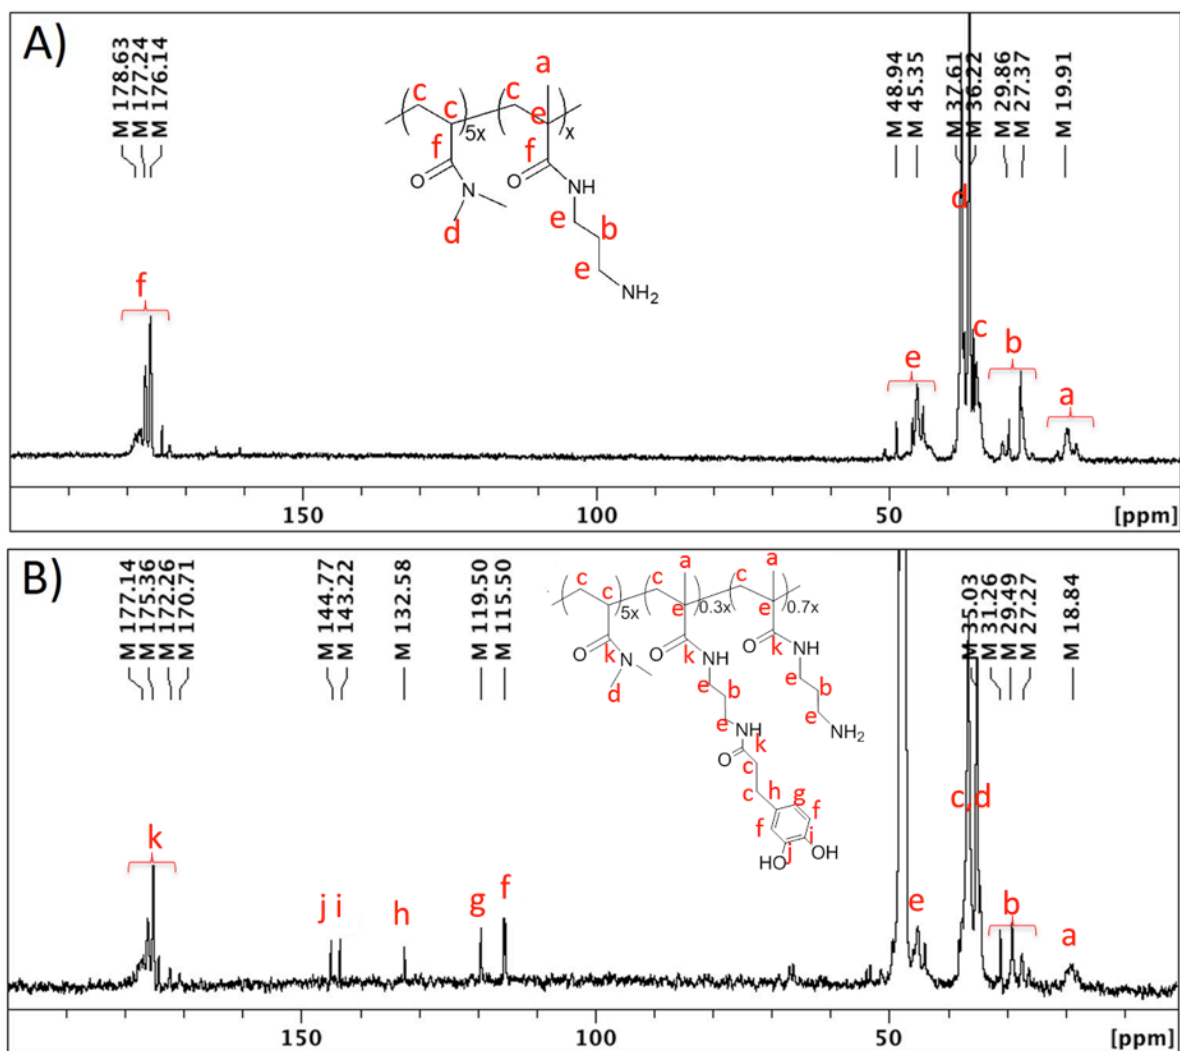 A)
M 178.63
M 177.24
M 176.14
M 48.94
M 45.35
M 37.61
M 36.22
M 29.86
M 27.37
M 19.91
a
c c c e
5x x
f f
O N O NH
d e b
e
NH2
f
e
d
c
b
a
150 100 50 [ppm]
B)
M 177.14
M 175.36
M 172.26
M 170.71
M 144.77
M 143.22
M 132.58
M 119.50
M 115.50
M 35.03
M 31.26
M 29.49
M 27.27
M 18.84
a a
c c c e c e
5x 0.3x 0.7x
O k N O k NH O k NH
d e b e b
e NH e NH2
O k
c
c h g
f f
i
HO j OH
k
j i
h
g
f
e
c,d
b
a
150 100 50 [ppm]